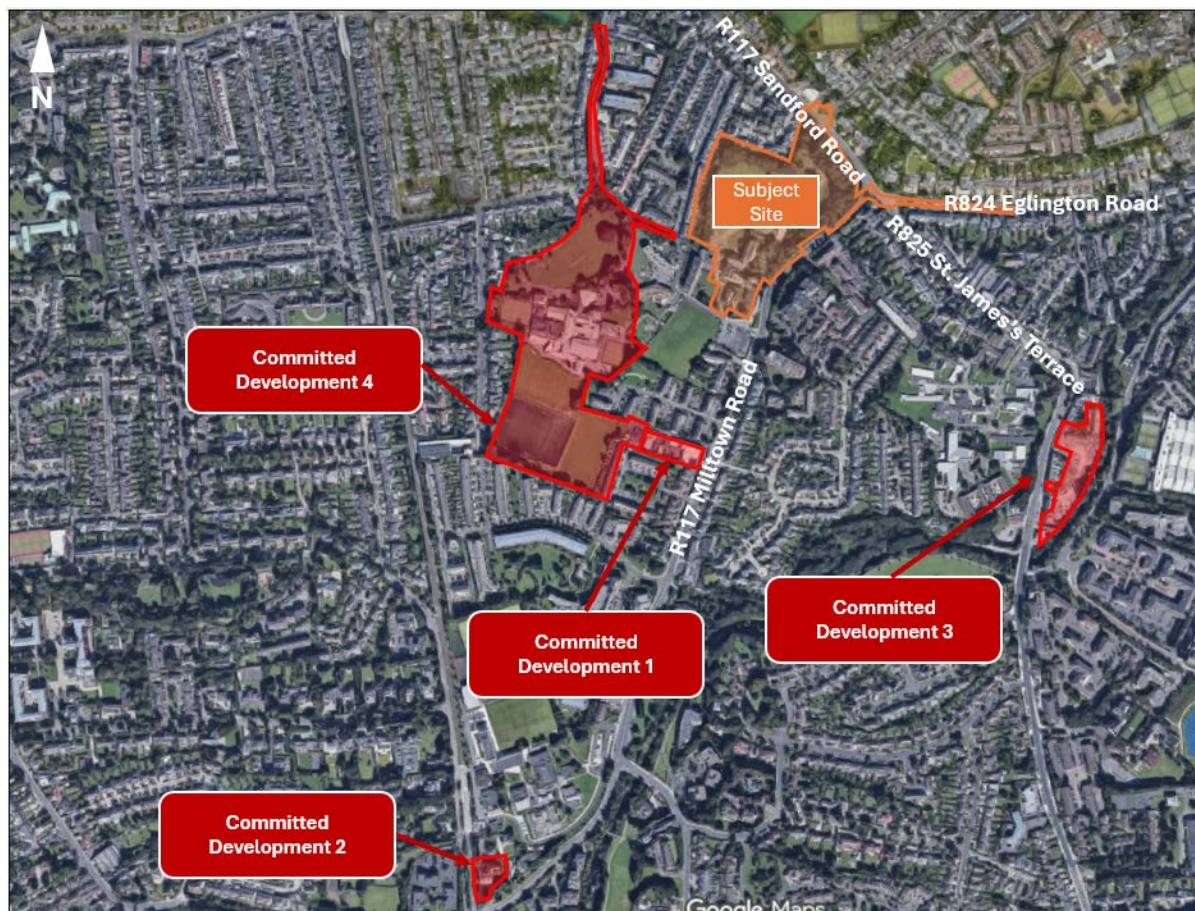 N
R117 Sandford Road
Subject
Site
R824 Eglington Road
R825 St. James's Terrace
Committed
Development 4
R117 Milltown Road
Committed
Development 3
Committed
Development 1
Committed
Development 2
Google Maps